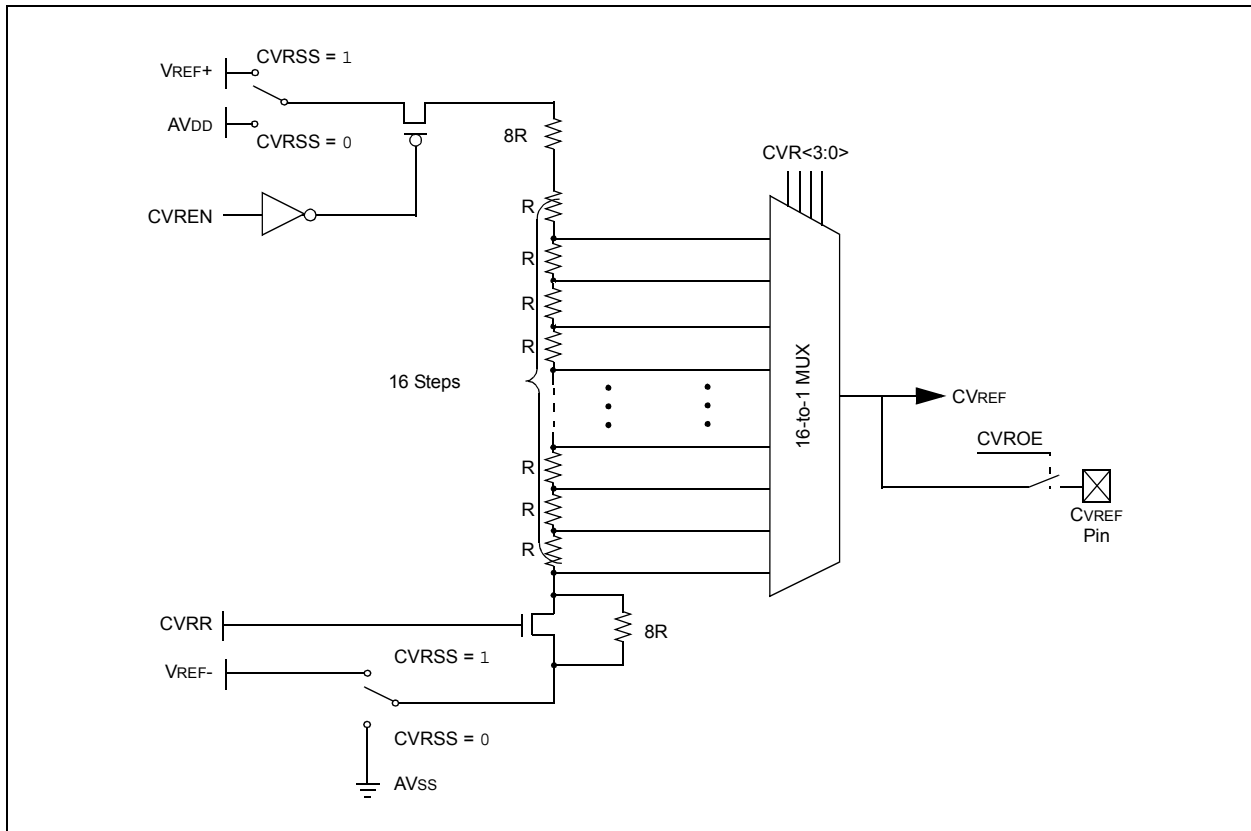 CVRSS = 1
VREF+
AVDD
CVRSS = 0
8R
CVR<3:0>
CVREN
R
R
R
R
16 Steps
16-to-1 MUX
CVREF
CVROE
R
R
R
CVREF
Pin
CVRR
8R
CVRSS = 1
VREF-
CVRSS = 0
AVSS